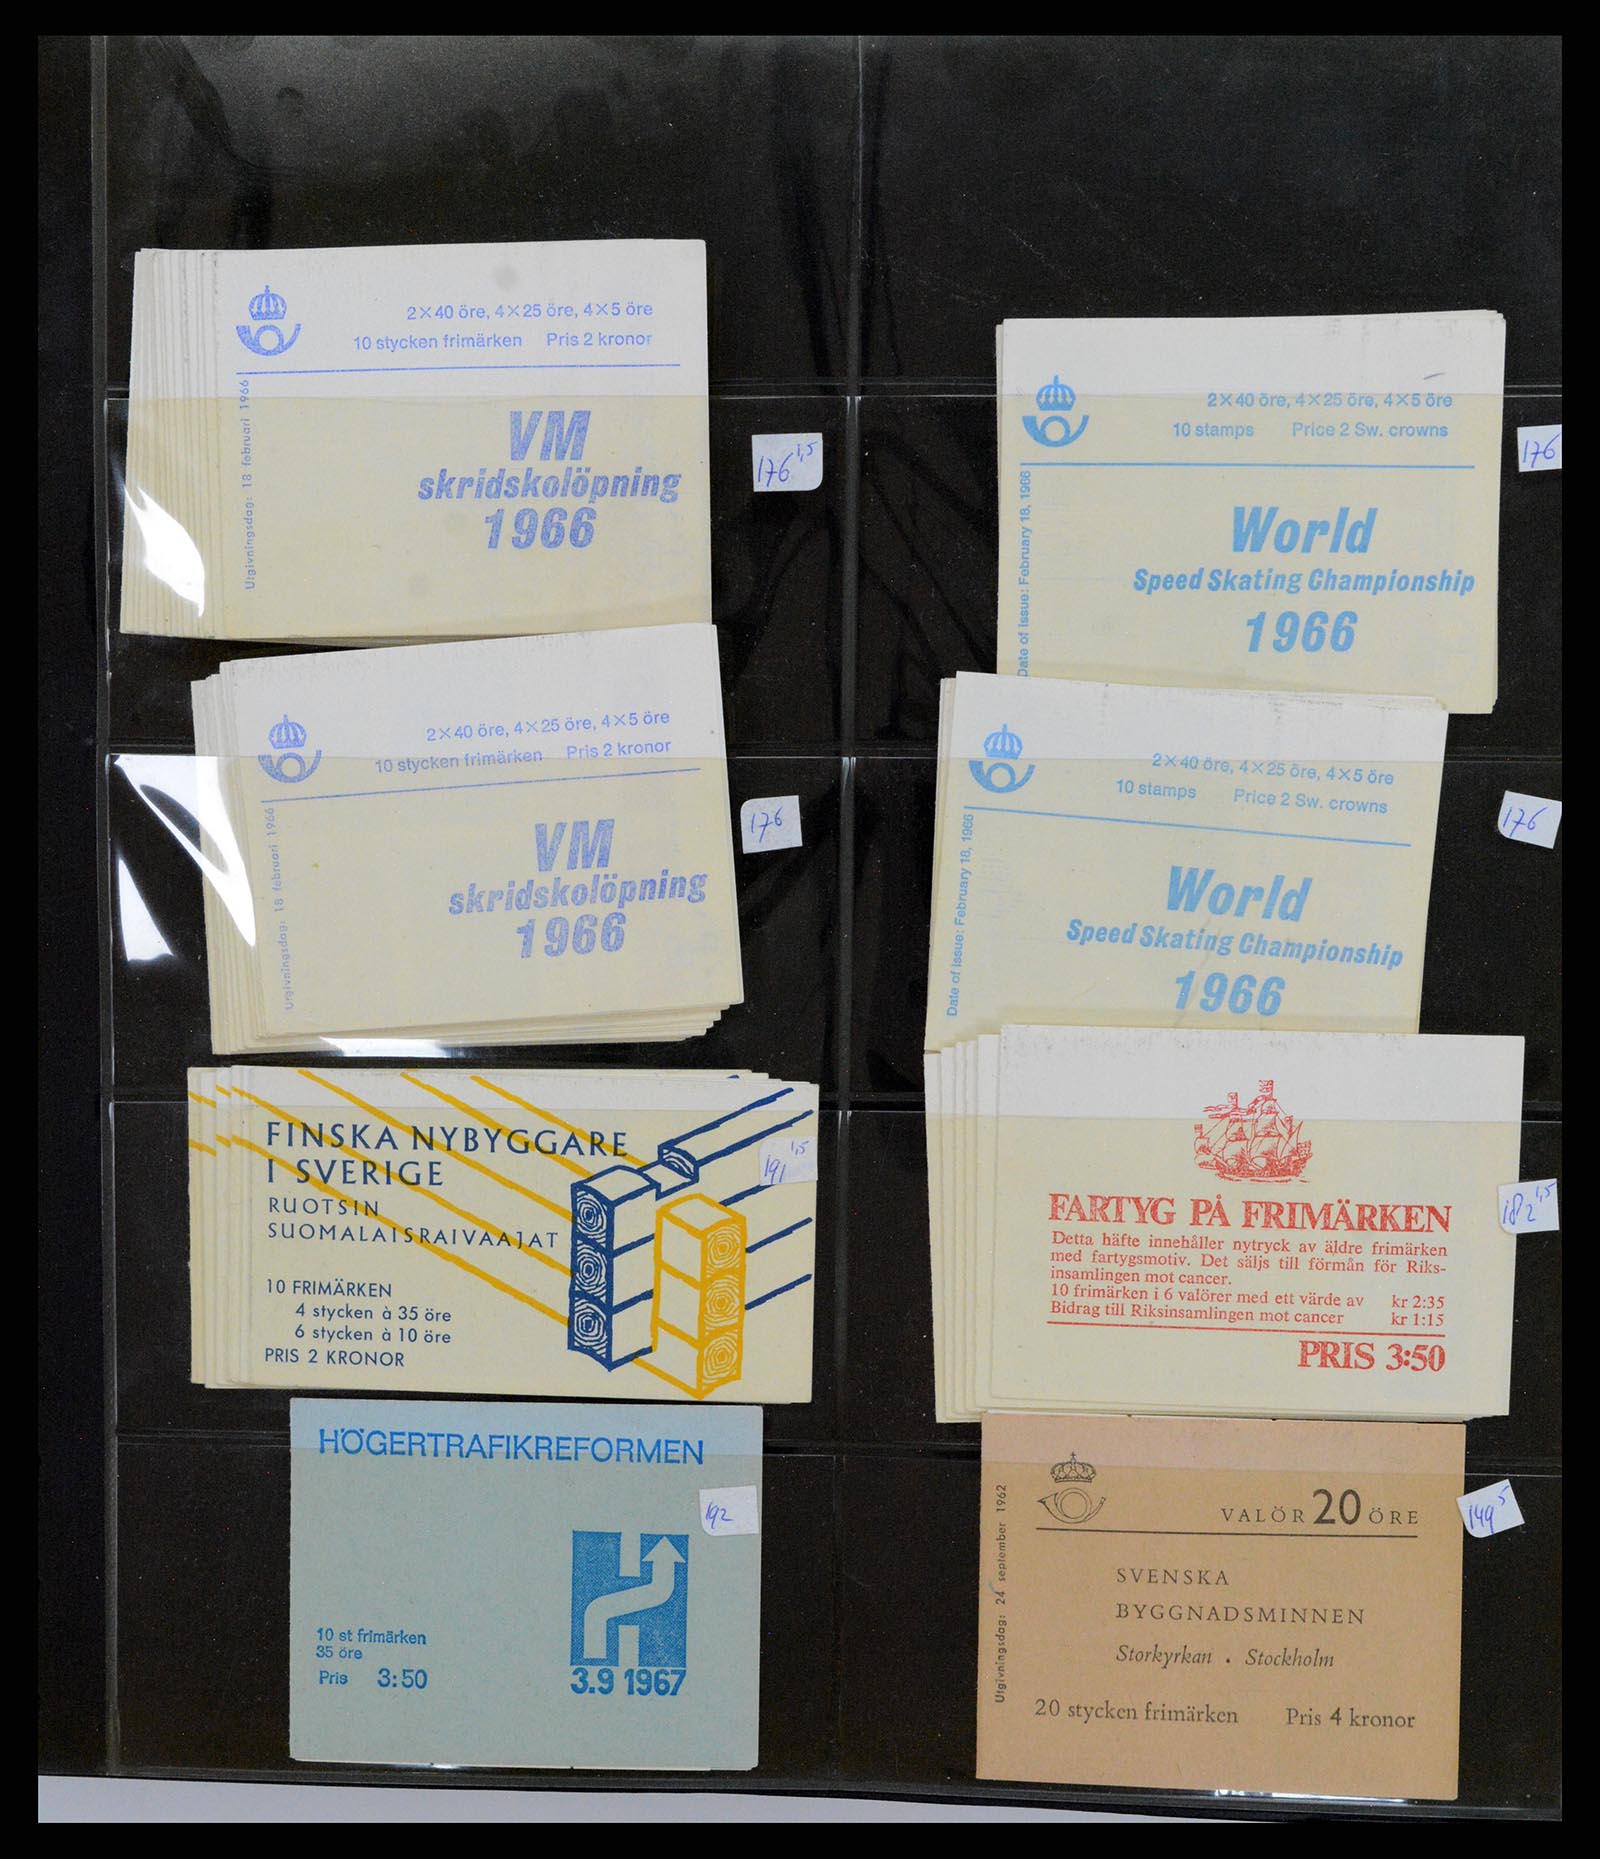 2×40 öre, 4×25 öre, 4×5 öre
10 stycken frimärken Pris 2 kronor
Utgivningsdag: 18 februari 1966
VM
skridskolöpning
1966
176 1,5
2×40 öre, 4×25 öre, 4×5 öre
10 stamps Price 2 Sw. crowns
Date of issue: February 18, 1966
World
Speed Skating Championship
1966
176
2×40 öre, 4×25 öre, 4×5 öre
10 stycken frimärken Pris 2 kronor
Utgivningsdag: 18 februari 1966
VM
skridskolöpning
1966
176
2×40 öre, 4×25 öre, 4×5 öre
10 stamps Price 2 Sw. crowns
Date of issue: February 18, 1966
World
Speed Skating Championship
1966
176
FINSKA NYBYGGARE
I SVERIGE
RUOTSIN
SUOMALAISRAIVAAJAT
10 FRIMÄRKEN
4 stycken à 35 öre
6 stycken à 10 öre
PRIS 2 KRONOR
191 1,5
FARTYG PÅ FRIMÄRKEN
Detta häfte innehåller nytryck av äldre frimärken
med fartygsmotiv. Det säljs till förmån för Riks-
insamlingen mot cancer.
10 frimärken i 6 valörer med ett värde av kr 2:35
Bidrag till Riksinsamlingen mot cancer kr 1:15
PRIS 3:50
182 1,5
HÖGERTRAFIKREFORMEN
10 st frimärken
35 öre
Pris 3:50
3.9 1967
192
VALÖR 20 ÖRE
Utgivningsdag: 24 september 1962
SVENSKA
BYGGNADSMINNEN
Storkyrkan . Stockholm
20 stycken frimärken Pris 4 kronor
149 5